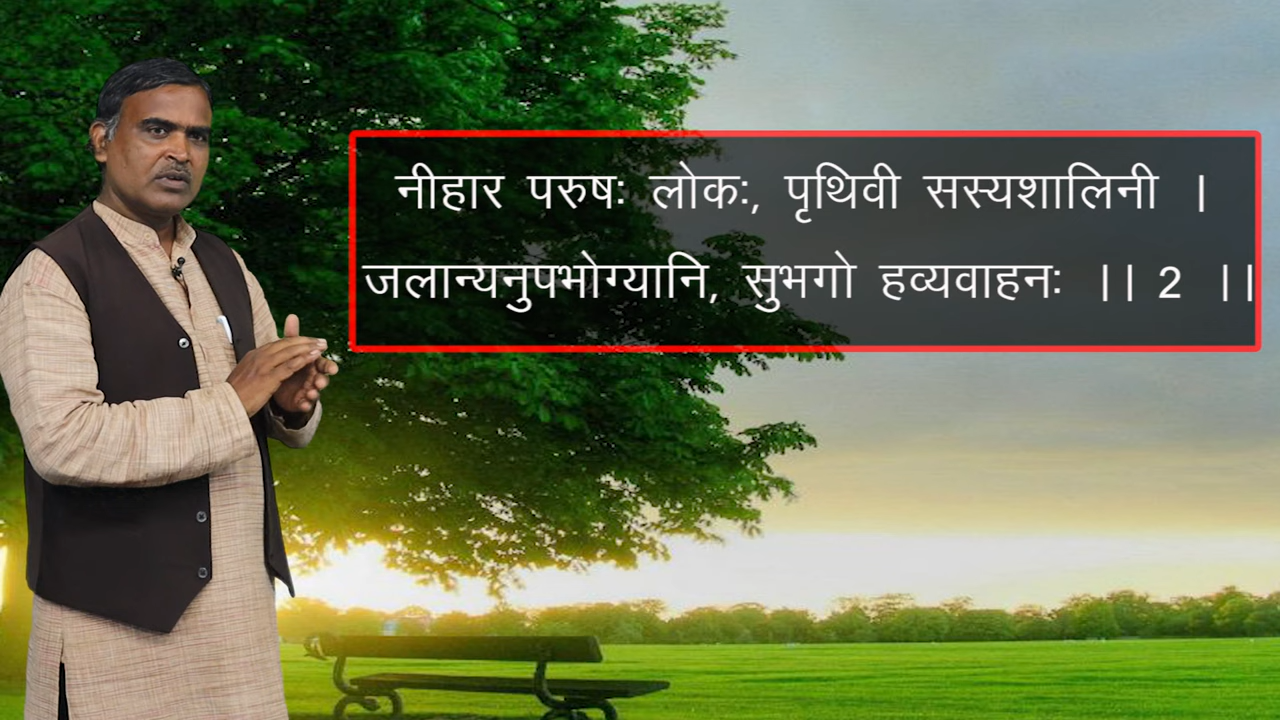 नीहार परुषः लोकः, पृथिवी सस्यशालिनी ।
जलान्यनुपभोग्यानि, सुभगो हव्यवाहनः ।। 2 ।।